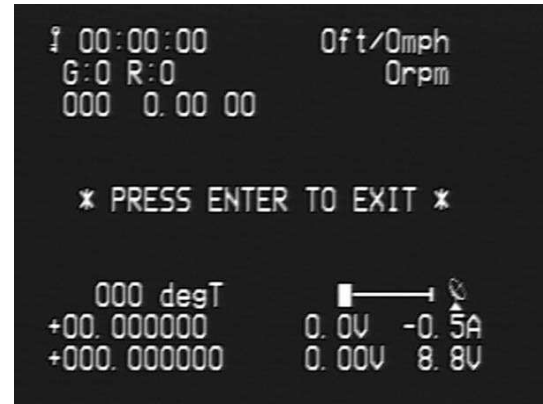 00:00:00 0ft/0mph
G:0 R:0 0rpm
000 0.00 00
* PRESS ENTER TO EXIT *
000 degT
+00.000000 0.0V -0.5A
+000.000000 0.00V 8.8V